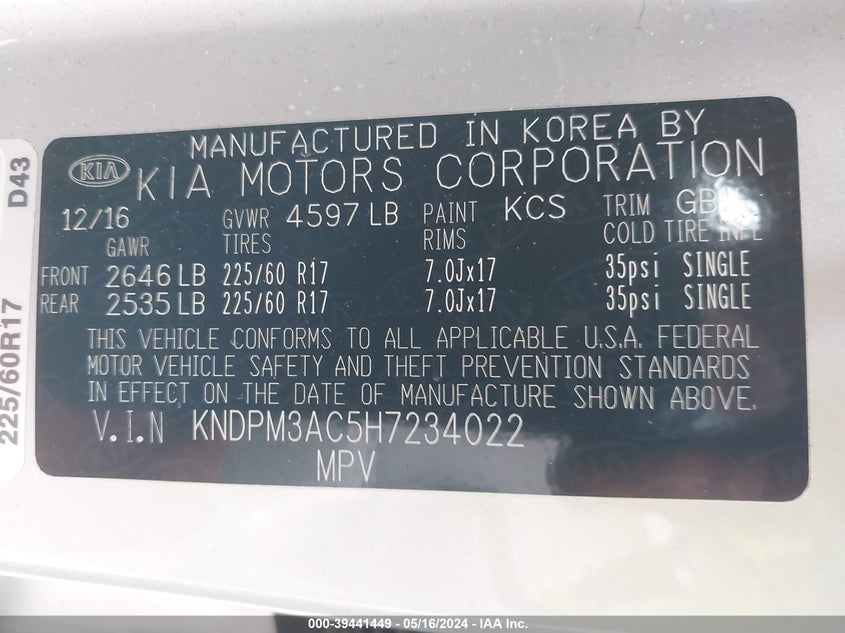 MANUFACTURED IN KOREA BY
KIA KIA MOTORS CORPORATION
12/16 GVWR 4597 LB PAINT KCS TRIM
GAWR TIRES RIMS COLD TIRE INFL
FRONT 2646 LB 225/60 R17 7.0Jx17 35psi SINGLE
REAR 2535 LB 225/60 R17 7.0Jx17 35psi SINGLE
THIS VEHICLE CONFORMS TO ALL APPLICABLE U.S.A. FEDERAL
MOTOR VEHICLE SAFETY AND THEFT PREVENTION STANDARDS
IN EFFECT ON THE DATE OF MANUFACTURE SHOWN ABOVE.
V.I.N KNDPM3AC5H7234022
MPV
225/60R17 D43
000-39441449 - 05/16/2024 - IAA Inc.